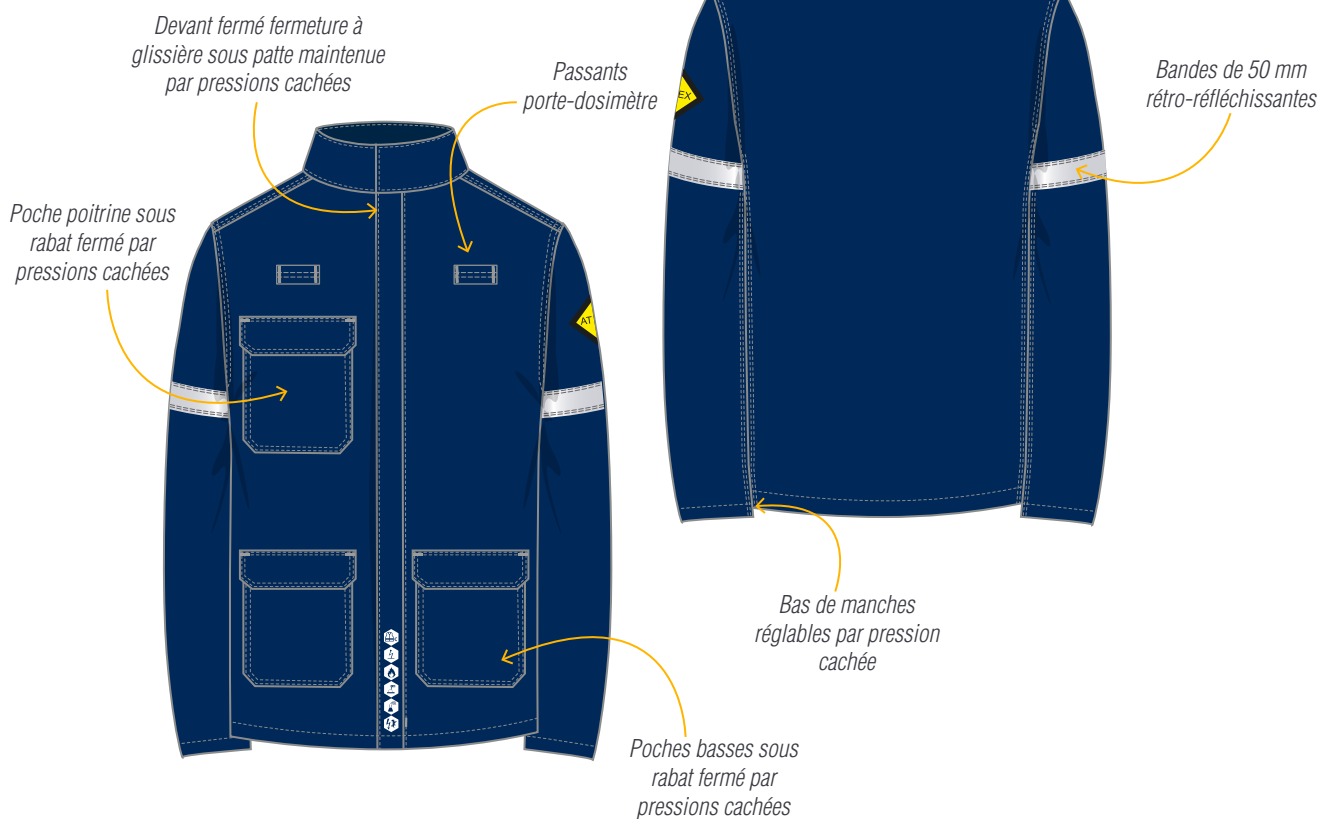 Devant fermé fermeture à
glissière sous patte maintenue
par pressions cachées
Passants
porte-dosimètre
Bandes de 50 mm
rétro-réfléchissantes
EX
Poche poitrine sous
rabat fermé par
pressions cachées
AT
Bas de manches
réglables par pression
cachée
Poches basses sous
rabat fermé par
pressions cachées